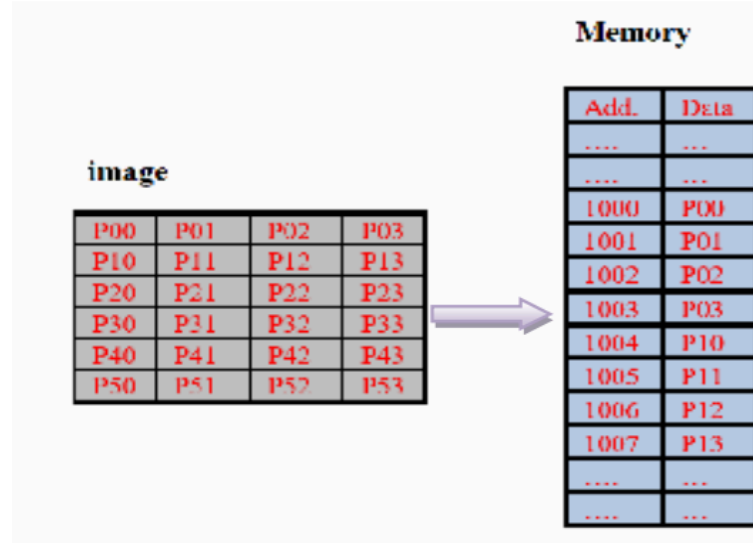 Memory
Add. Data
.... ...
.... ...
1000 P00
1001 P01
1002 P02
1003 P03
1004 P10
1005 P11
1006 P12
1007 P13
.... ...
.... ...
image
P00 P01 P02 P03
P10 P11 P12 P13
P20 P21 P22 P23
P30 P31 P32 P33
P40 P41 P42 P43
P50 P51 P52 P53